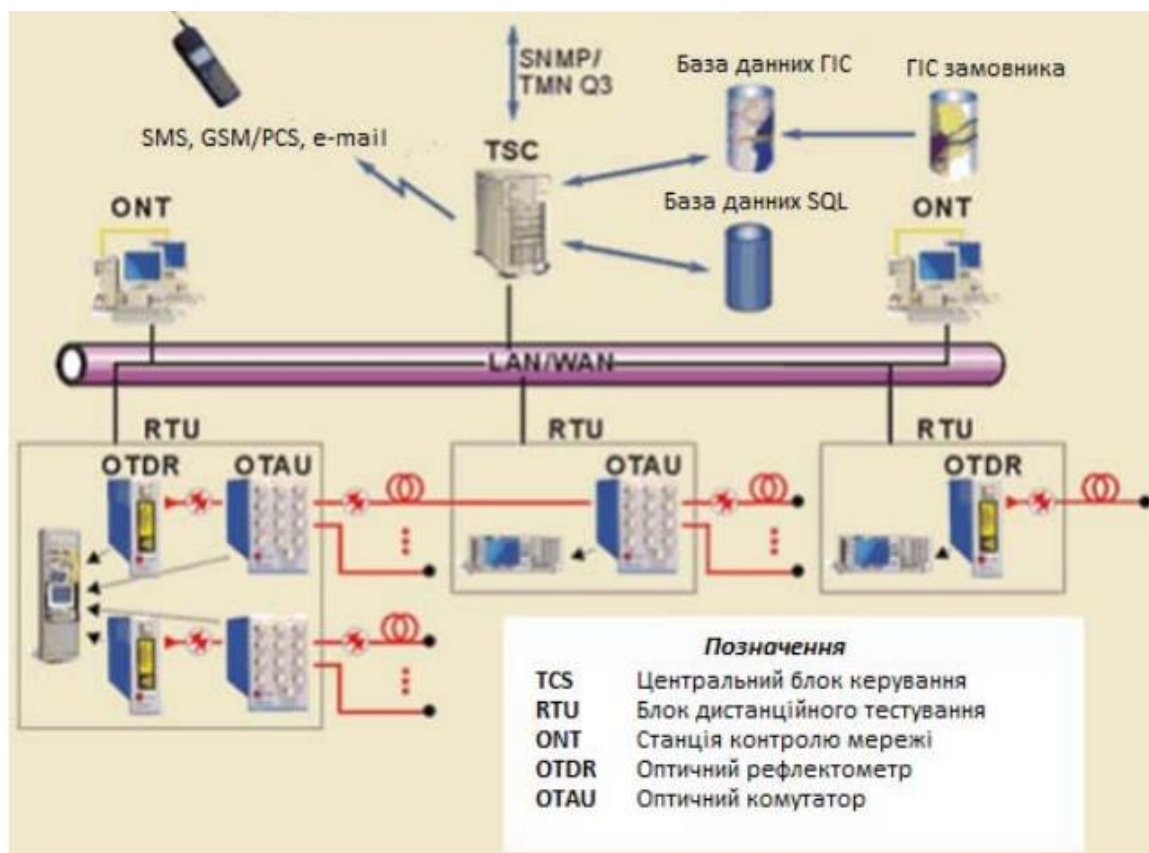 SNMP/
TMN Q3
База данних ГІС
ГІС замовника
SMS, GSM/PCS, e-mail
TSC
ONT
База данних SQL
ONT
LAN/WAN
RTU
RTU
RTU
OTDR
OTAU
OTAU
OTDR
Позначення
TCS Центральний блок керування
RTU Блок дистанційного тестування
ONT Станція контролю мережі
OTDR Оптичний рефлектометр
OTAU Оптичний комутатор